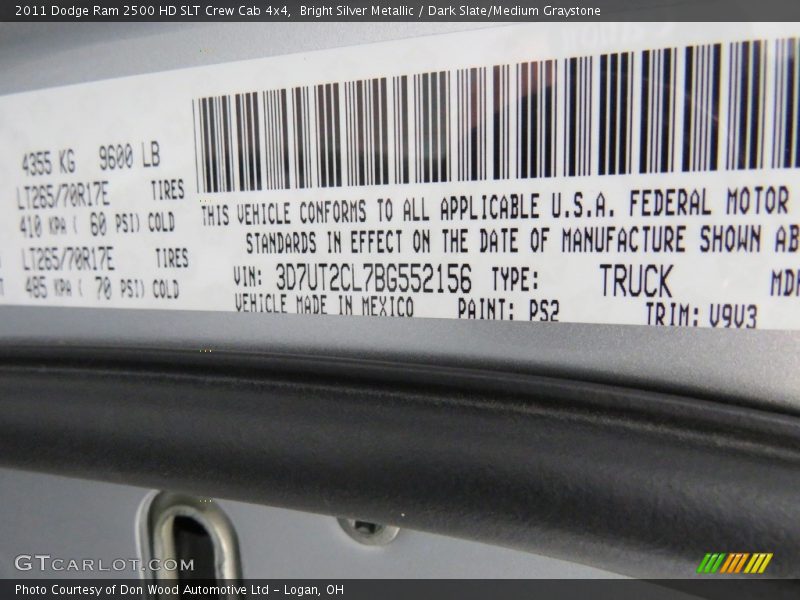 2011 Dodge Ram 2500 HD SLT Crew Cab 4x4, Bright Silver Metallic / Dark Slate/Medium Graystone
4355 KG 9600 LB
LT265/70R17E TIRES
410 KPA ( 60 PSI) COLD
LT265/70R17E TIRES
485 KPA ( 70 PSI) COLD
THIS VEHICLE CONFORMS TO ALL APPLICABLE U.S.A. FEDERAL MOTOR
STANDARDS IN EFFECT ON THE DATE OF MANUFACTURE SHOWN AB
VIN: 3D7UT2CL7BG552156 TYPE: TRUCK MDH
VEHICLE MADE IN MEXICO PAINT: PS2 TRIM: V9V3
GTCARLOT.COM
Photo Courtesy of Don Wood Automotive Ltd - Logan, OH